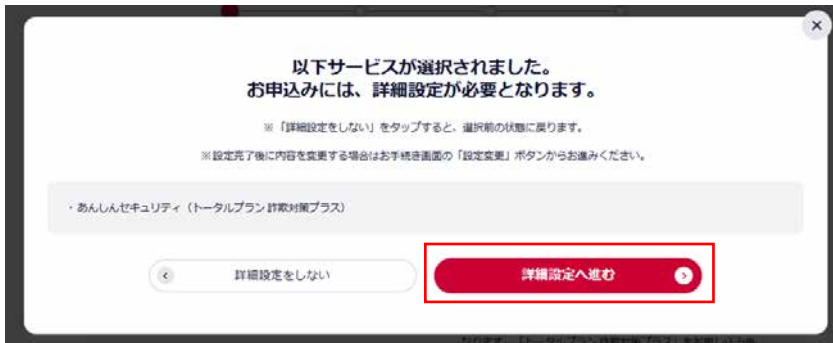 以下サービスが選択されました。
お申込みには、詳細設定が必要となります。
※「詳細設定をしない」をタップすると、選択前の状態に戻ります。
※設定完了後に内容を変更する場合はお手続き画面の「設定変更」ボタンからお進みください。
・あんしんセキュリティ（トータルプラン 詐欺対策プラス）
詳細設定をしない
詳細設定へ進む